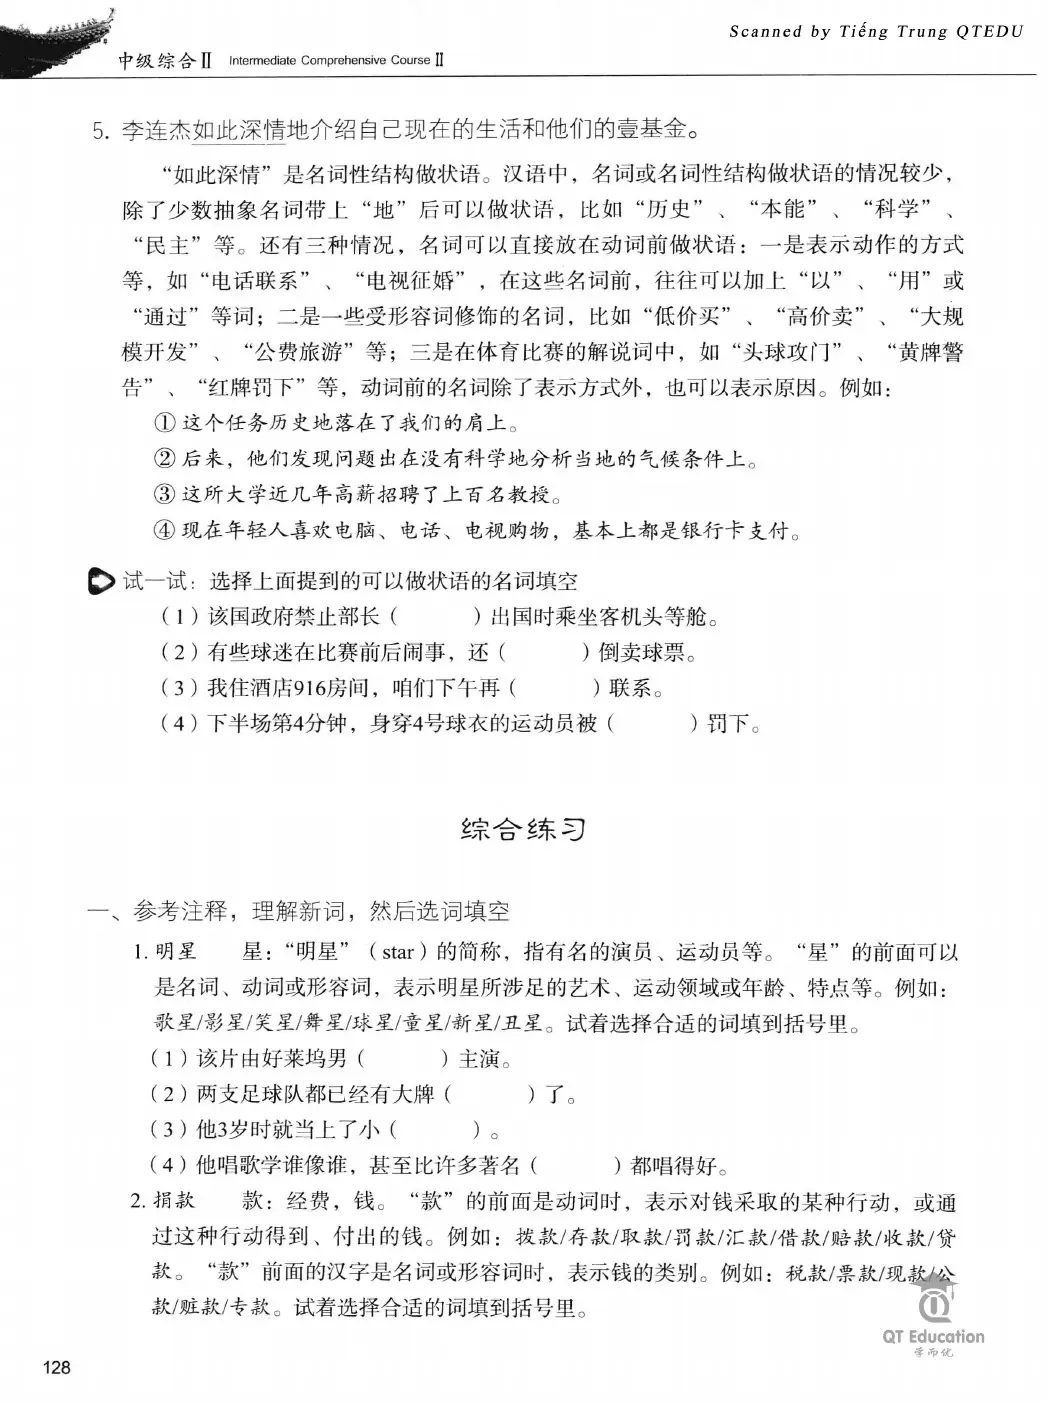 Scanned by Tiếng Trung QTEDU
中级综合Ⅱ Intermediate Comprehensive Course Ⅱ
5. 李连杰如此深情地介绍自己现在的生活和他们的壹基金。
“如此深情”是名词性结构做状语。汉语中，名词或名词性结构做状语的情况较少，
除了少数抽象名词带上“地”后可以做状语，比如“历史”、“本能”、“科学”、
“民主”等。还有三种情况，名词可以直接放在动词前做状语：一是表示动作的方式
等，如“电话联系”、“电视征婚”，在这些名词前，往往可以加上“以”、“用”或
“通过”等词；二是一些受形容词修饰的名词，比如“低价买”、“高价卖”、“大规
模开发”、“公费旅游”等；三是在体育比赛的解说词中，如“头球攻门”、“黄牌警
告”、“红牌罚下”等，动词前的名词除了表示方式外，也可以表示原因。例如：
①这个任务历史地落在了我们的肩上。
②后来，他们发现问题出在没有科学地分析当地的气候条件上。
③这所大学近几年高薪招聘了上百名教授。
④现在年轻人喜欢电脑、电话、电视购物，基本上都是银行卡支付。
试一试：选择上面提到的可以做状语的名词填空
（1）该国政府禁止部长（　　　）出国时乘坐客机头等舱。
（2）有些球迷在比赛前后闹事，还（　　　）倒卖球票。
（3）我住酒店916房间，咱们下午再（　　　）联系。
（4）下半场第4分钟，身穿4号球衣的运动员被（　　　）罚下。
综合练习
一、参考注释，理解新词，然后选词填空
1. 明星　　星：“明星”（star）的简称，指有名的演员、运动员等。“星”的前面可以
是名词、动词或形容词，表示明星所涉足的艺术、运动领域或年龄、特点等。例如：
歌星/影星/笑星/舞星/球星/童星/新星/丑星。试着选择合适的词填到括号里。
（1）该片由好莱坞男（　　　）主演。
（2）两支足球队都已经有大牌（　　　）了。
（3）他3岁时就当上了小（　　　）。
（4）他唱歌学谁像谁，甚至比许多著名（　　　）都唱得好。
2. 捐款　　款：经费，钱。“款”的前面是动词时，表示对钱采取的某种行动，或通
过这种行动得到、付出的钱。例如：拨款/存款/取款/罚款/汇款/借款/赔款/收款/贷
款。“款”前面的汉字是名词或形容词时，表示钱的类别。例如：税款/票款/现款/公
款/赃款/专款。试着选择合适的词填到括号里。
QT Education
学而优
128